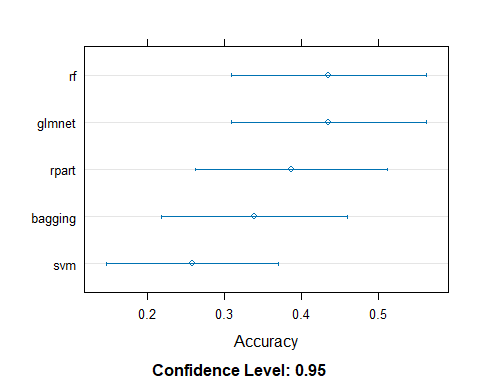 rf
glmnet
rpart
bagging
svm
0.2 0.3 0.4 0.5
Accuracy
Confidence Level: 0.95